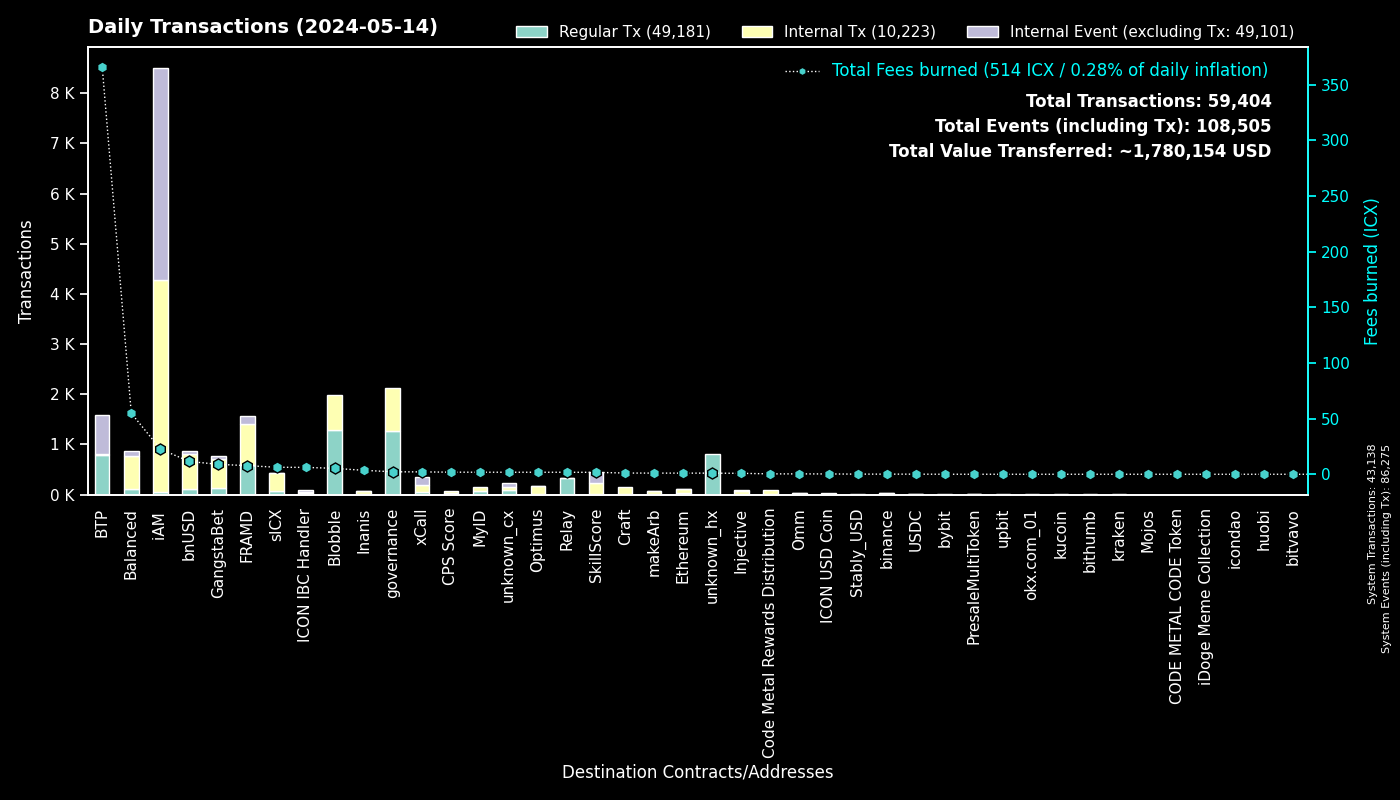 Daily Transactions (2024-05-14)
Regular Tx (49,181)
Internal Tx (10,223)
Internal Event (excluding Tx: 49,101)
Total Fees burned (514 ICX / 0.28% of daily inflation)
Total Transactions: 59,404
Total Events (including Tx): 108,505
Total Value Transferred: ~1,780,154 USD
Transactions
8 K
7 K
6 K
5 K
4 K
3 K
2 K
1 K
0 K
350
300
250
200
150
100
50
0
Fees burned (ICX)
BTP
Balanced
iAM
bnUSD
GangstaBet
FRAMD
sICX
ICON IBC Handler
Blobble
Inanis
governance
xCall
CPS Score
MyID
unknown_cx
Optimus
Relay
SkillScore
Craft
makeArb
Ethereum
unknown_hx
Injective
Code Metal Rewards Distribution
Omm
ICON USD Coin
Stably_USD
binance
USDC
bybit
PresaleMultiToken
upbit
okx.com_01
kucoin
bithumb
kraken
Mojos
CODE METAL CODE Token
iDoge Meme Collection
icondao
huobi
bitvavo
Destination Contracts/Addresses
System Transactions: 43,138
System Events (including Tx): 86,275